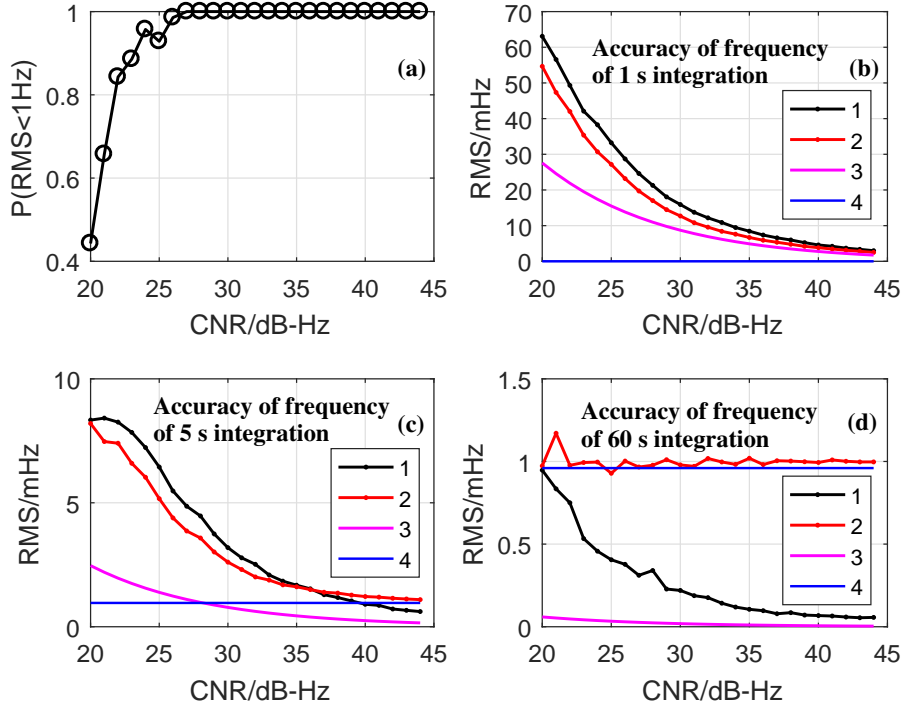 P(RMS<1Hz)
1
0.8
0.6
0.4
20 25 30 35 40 45
CNR/dB-Hz
(a)
RMS/mHz
70
60
50
40
30
20
10
0
20 25 30 35 40 45
CNR/dB-Hz
Accuracy of frequency
of 1 s integration
(b)
1
2
3
4
RMS/mHz
10
5
0
20 25 30 35 40 45
CNR/dB-Hz
Accuracy of frequency
of 5 s integration
(c)
1
2
3
4
RMS/mHz
1.5
1
0.5
0
20 25 30 35 40 45
CNR/dB-Hz
Accuracy of frequency
of 60 s integration
(d)
1
2
3
4